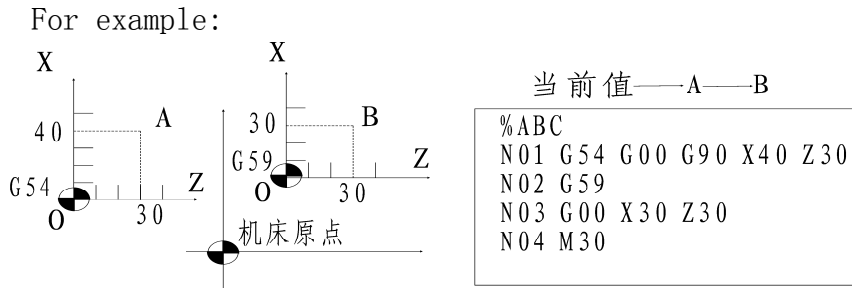 For example:
X
40
A
G54
O
30
Z
X
30
B
G59
O
30
Z
机床原点
当前值——A——B
%ABC
N01 G54 G00 G90 X40 Z30
N02 G59
N03 G00 X30 Z30
N04 M30